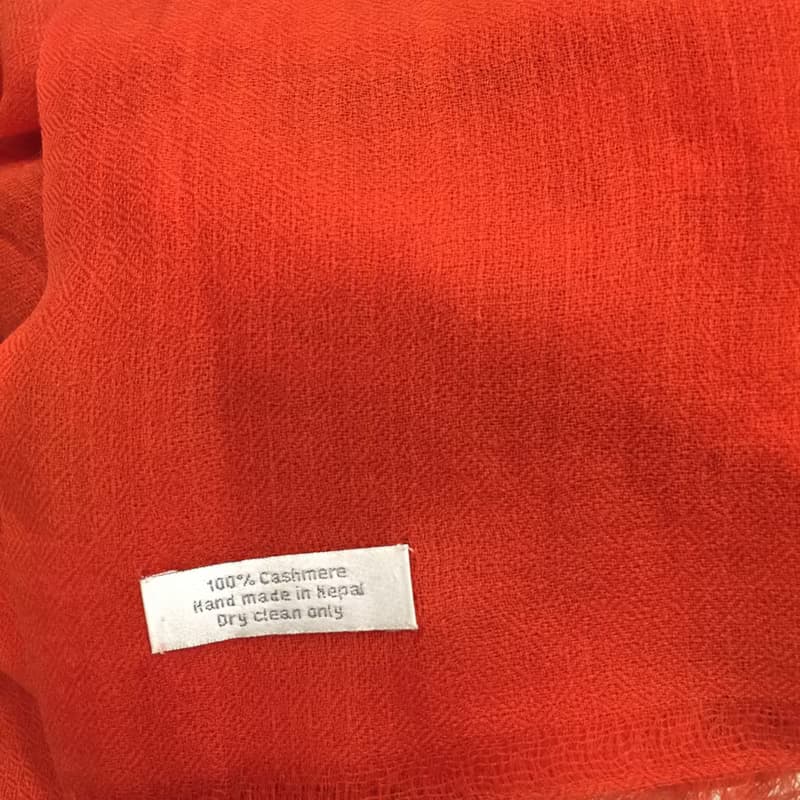 100% Cashmere
Hand made in Nepal
Dry clean only